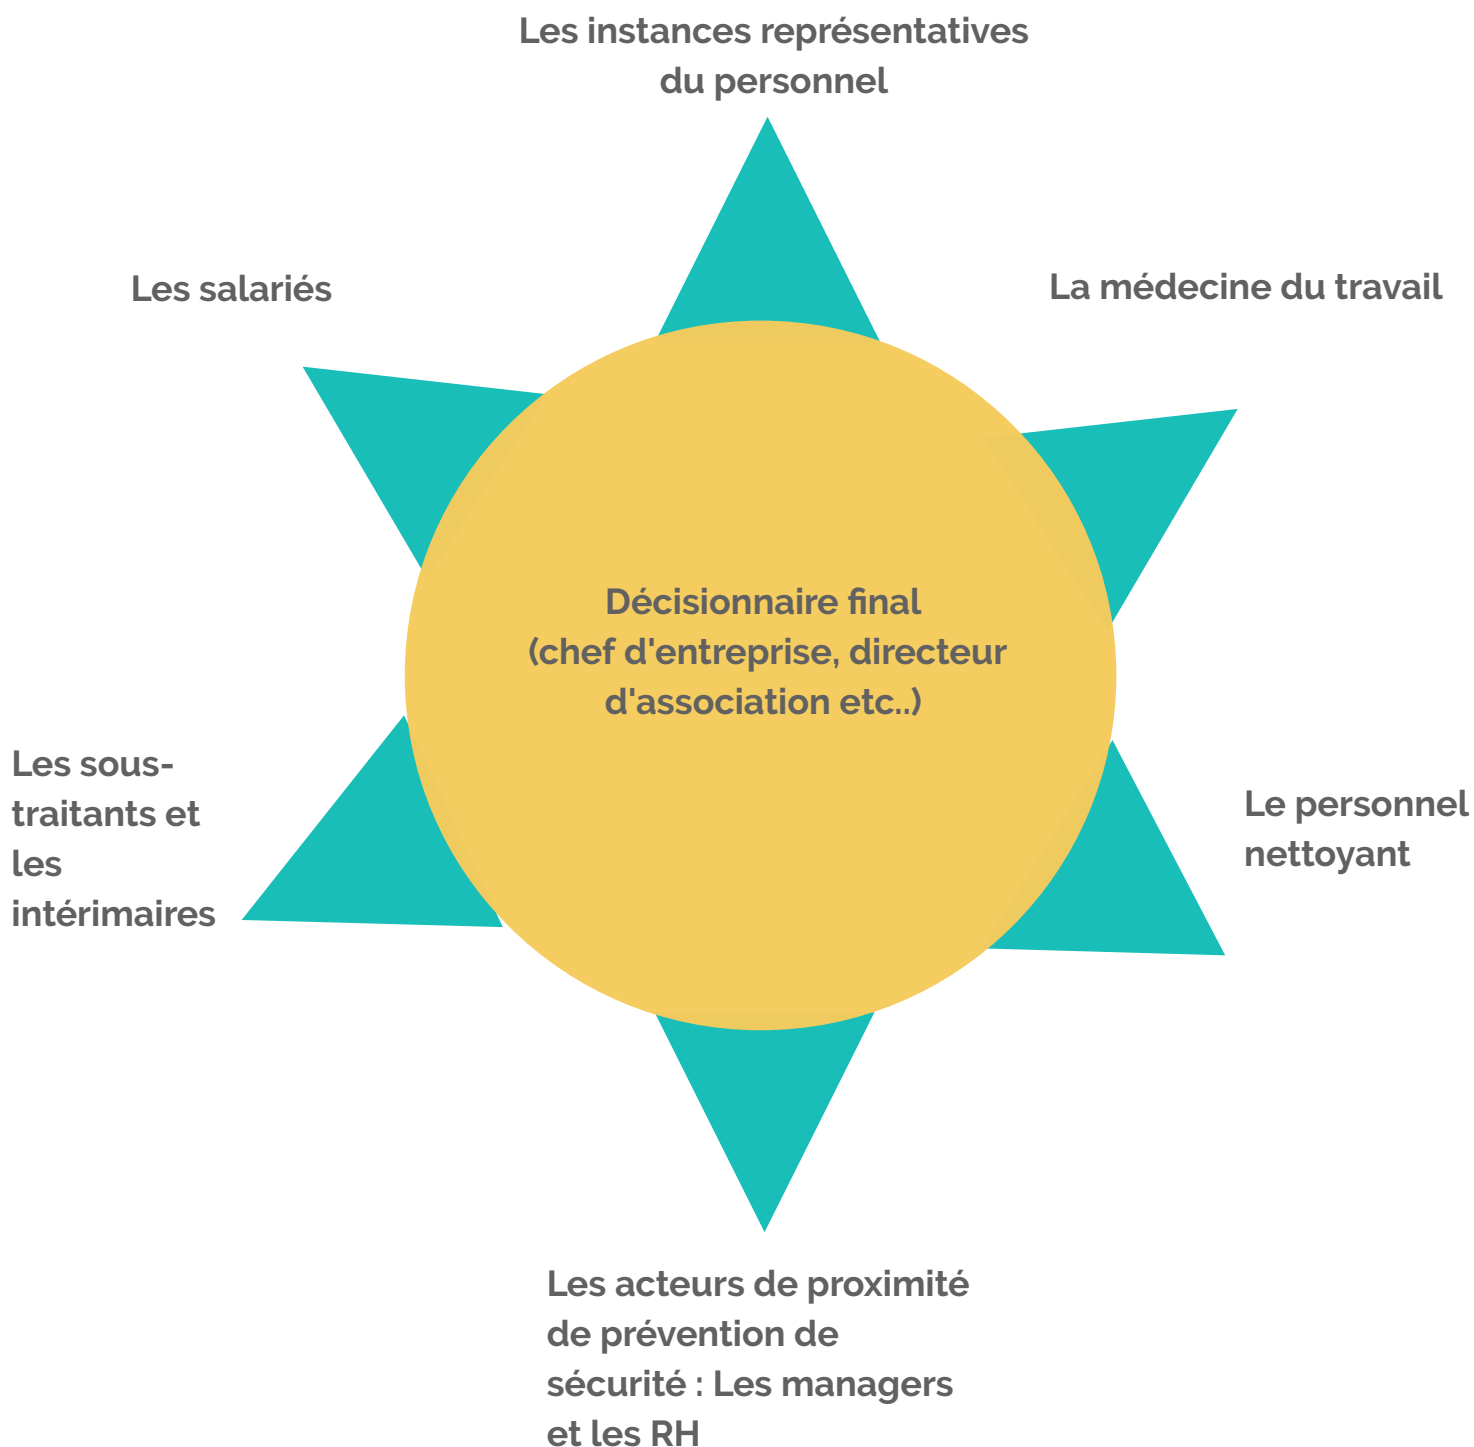 Les instances représentatives
du personnel
Les salariés
La médecine du travail
Décisionnaire final
(chef d'entreprise, directeur
d'association etc..)
Les sous-
traitants et
les
intérimaires
Le personnel
nettoyant
Les acteurs de proximité
de prévention de
sécurité : Les managers
et les RH